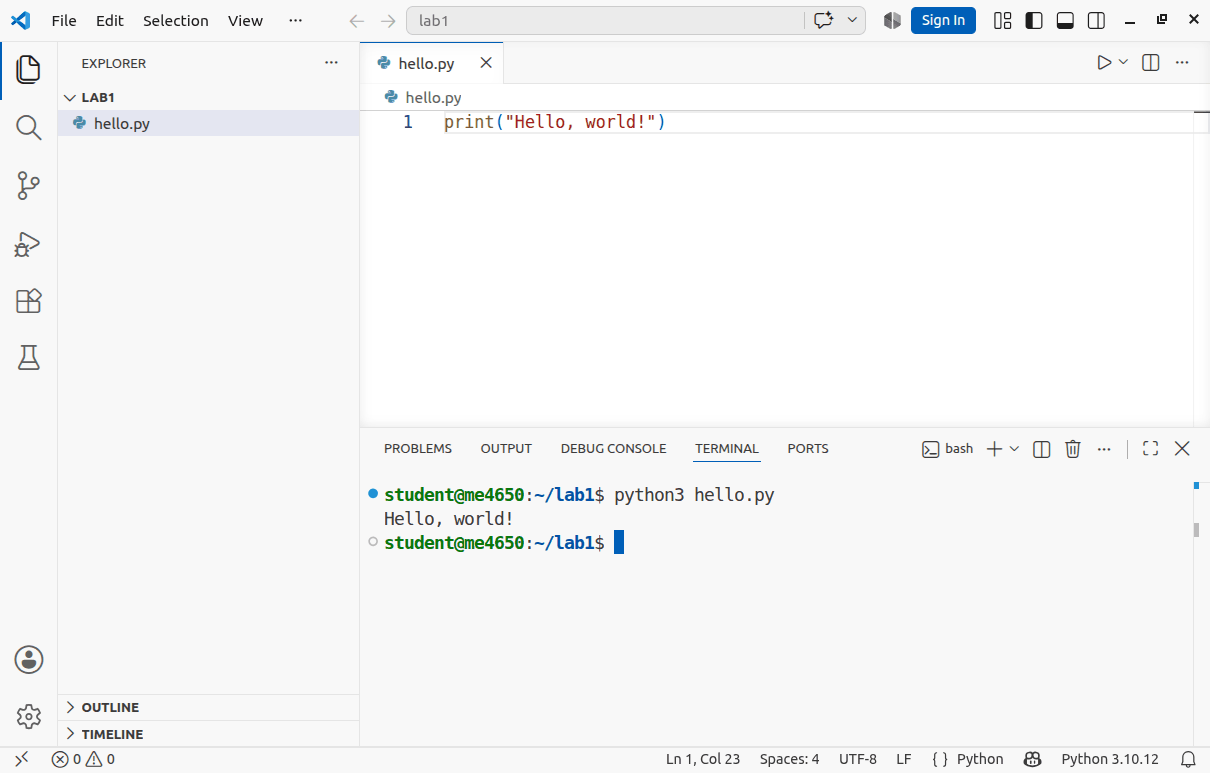 File Edit Selection View ···
lab1
Sign In
EXPLORER ···
LAB1
hello.py
OUTLINE
TIMELINE
hello.py
hello.py
1 print("Hello, world!")
PROBLEMS OUTPUT DEBUG CONSOLE TERMINAL PORTS
bash
student@me4650:~/lab1$ python3 hello.py
Hello, world!
student@me4650:~/lab1$
0 0 Ln 1, Col 23 Spaces: 4 UTF-8 LF { } Python Python 3.10.12